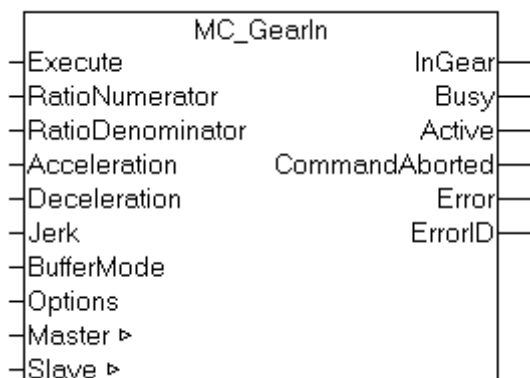 MC_GearIn
Execute InGear
RatioNumerator Busy
RatioDenominator Active
Acceleration CommandAborted
Deceleration Error
Jerk ErrorID
BufferMode
Options
Master ▹
Slave ▹